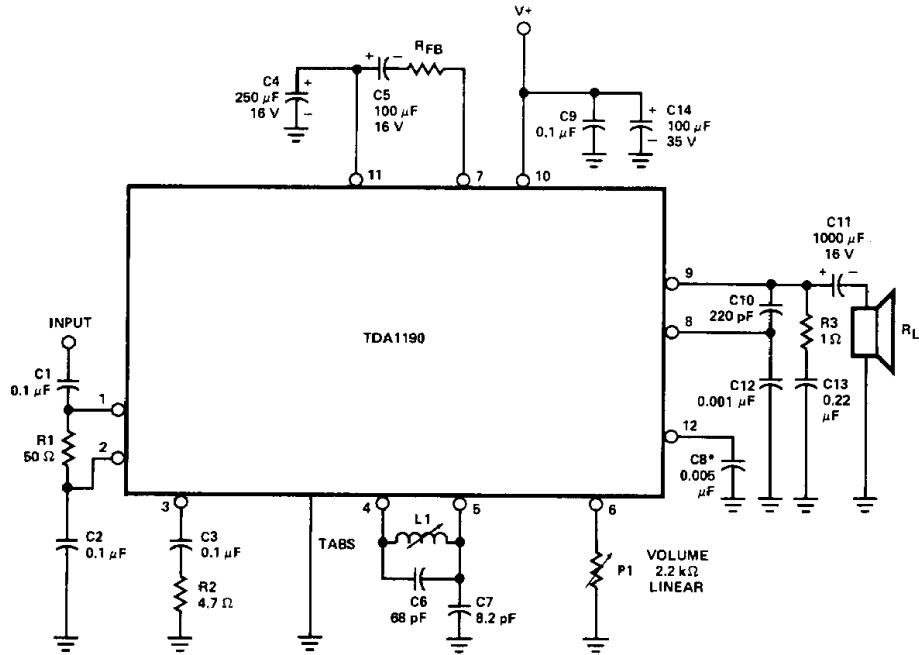 V+
+
−
RFB
C4
250 μF
16 V
+
−
C5
100 μF
16 V
C9
0.1 μF
+
−
C14
100 μF
35 V
11
7
10
C11
1000 μF
16 V
+
−
9
C10
220 pF
R3
1 Ω
RL
8
INPUT
TDA1190
C1
0.1 μF
1
C12
0.001 μF
C13
0.22
μF
2
12
R1
50 Ω
C8*
0.005
μF
3
4
5
6
L1
TABS
C2
0.1 μF
C3
0.1 μF
P1
VOLUME
2.2 kΩ
LINEAR
R2
4.7 Ω
C6
68 pF
C7
8.2 pF